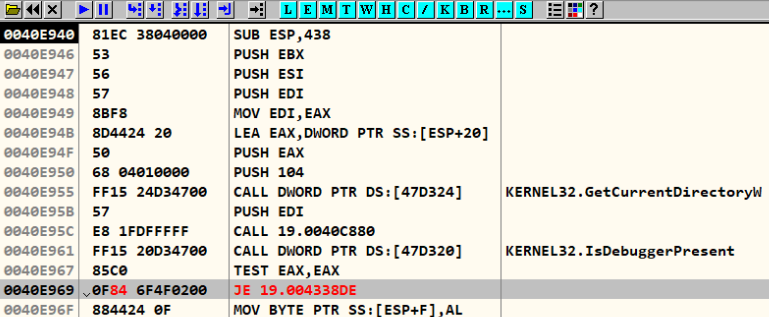 L E M T W H C / K B R ... S ?
0040E940 81EC 38040000 SUB ESP,438
0040E946 53 PUSH EBX
0040E947 56 PUSH ESI
0040E948 57 PUSH EDI
0040E949 8BF8 MOV EDI,EAX
0040E94B 8D4424 20 LEA EAX,DWORD PTR SS:[ESP+20]
0040E94F 50 PUSH EAX
0040E950 68 04010000 PUSH 104
0040E955 FF15 24D34700 CALL DWORD PTR DS:[47D324] KERNEL32.GetCurrentDirectoryW
0040E95B 57 PUSH EDI
0040E95C E8 1FDFFFFF CALL 19.0040C880
0040E961 FF15 20D34700 CALL DWORD PTR DS:[47D320] KERNEL32.IsDebuggerPresent
0040E967 85C0 TEST EAX,EAX
0040E969 0F84 6F4F0200 JE 19.004338DE
0040E96F 884424 0F MOV BYTE PTR SS:[ESP+F],AL